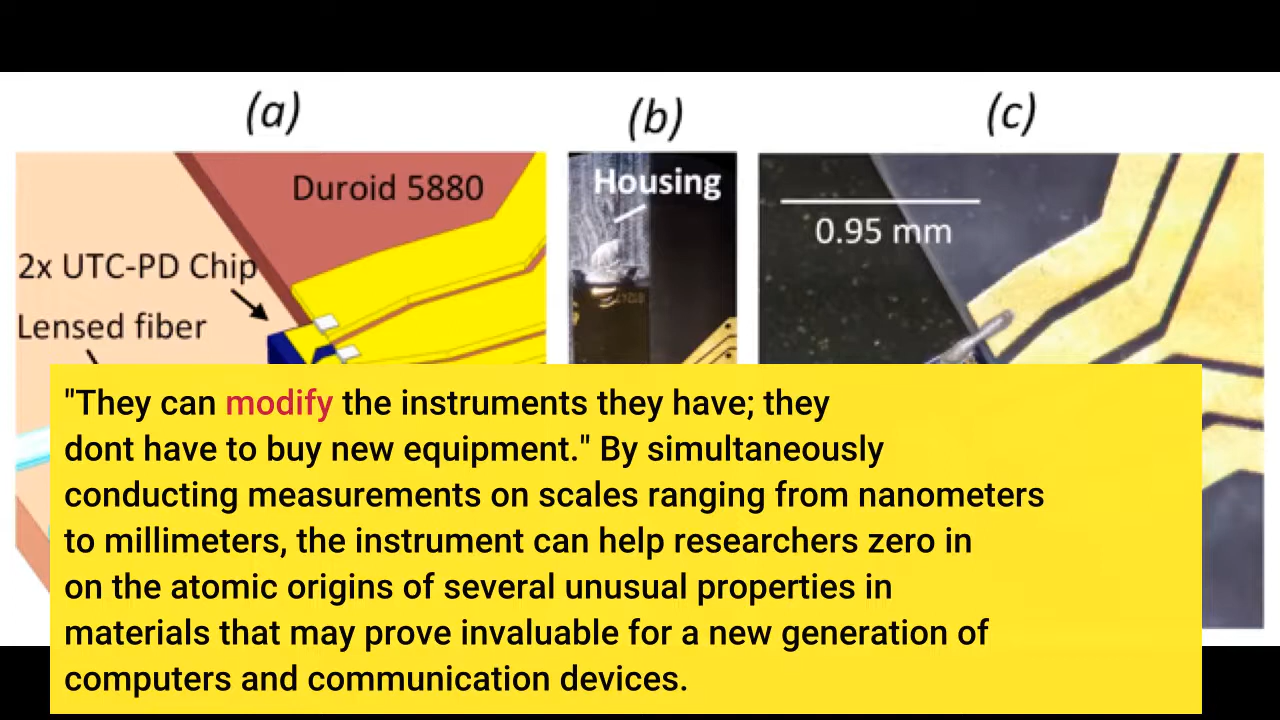 (a)
(b)
(c)
Duroid 5880
Housing
0.95 mm
2x UTC-PD Chip
Lensed fiber
"They can modify the instruments they have; they
dont have to buy new equipment." By simultaneously
conducting measurements on scales ranging from nanometers
to millimeters, the instrument can help researchers zero in
on the atomic origins of several unusual properties in
materials that may prove invaluable for a new generation of
computers and communication devices.